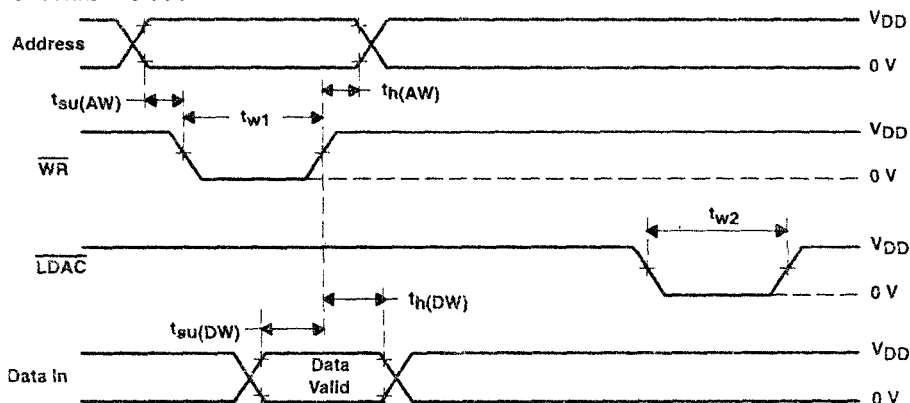 VDD
Address
0 V
tsu(AW)
th(AW)
tw1
VDD
WR
0 V
tw2
VDD
LDAC
0 V
th(DW)
tsu(DW)
VDD
Data In
Data
Valid
0 V